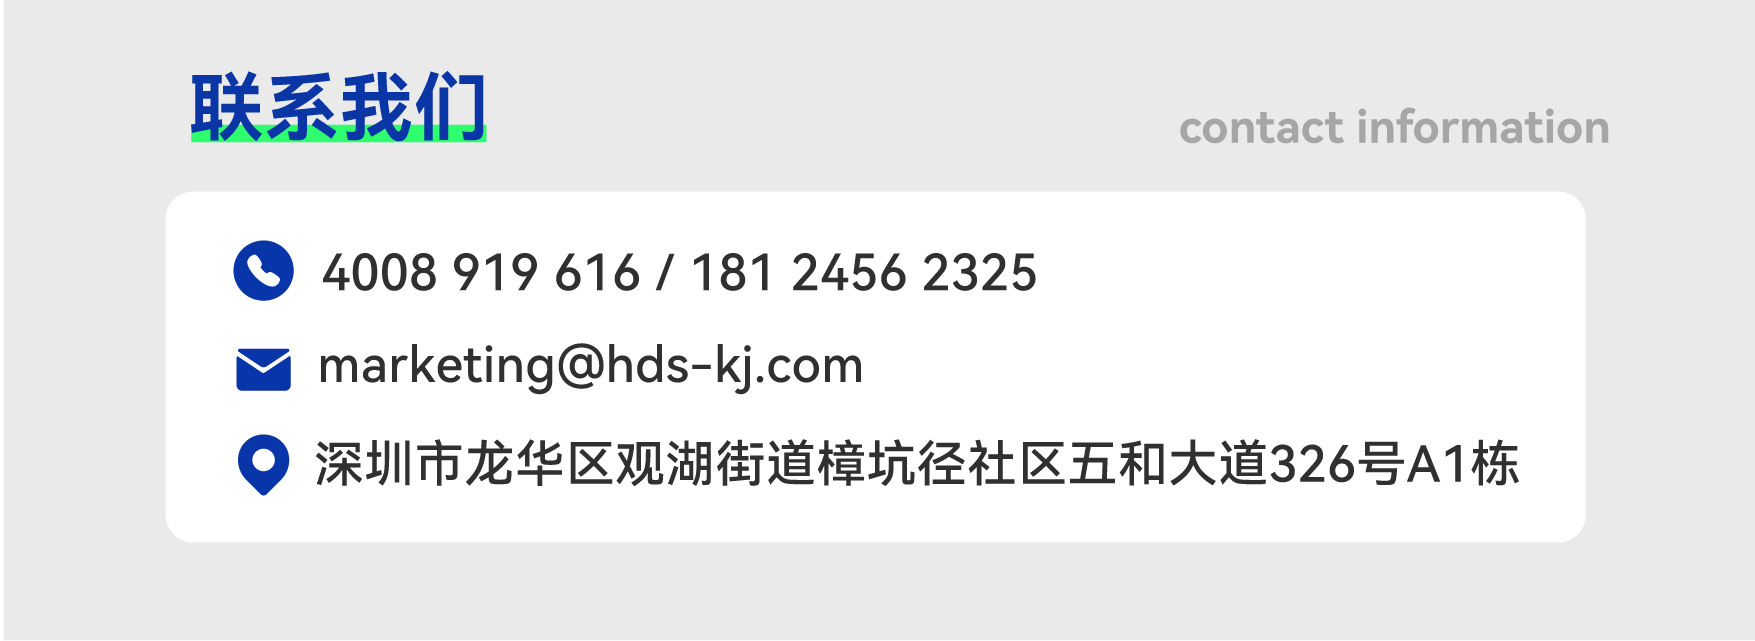 联系我们
contact information
4008 919 616 / 181 2456 2325
marketing@hds-kj.com
深圳市龙华区观湖街道樟坑径社区五和大道326号A1栋